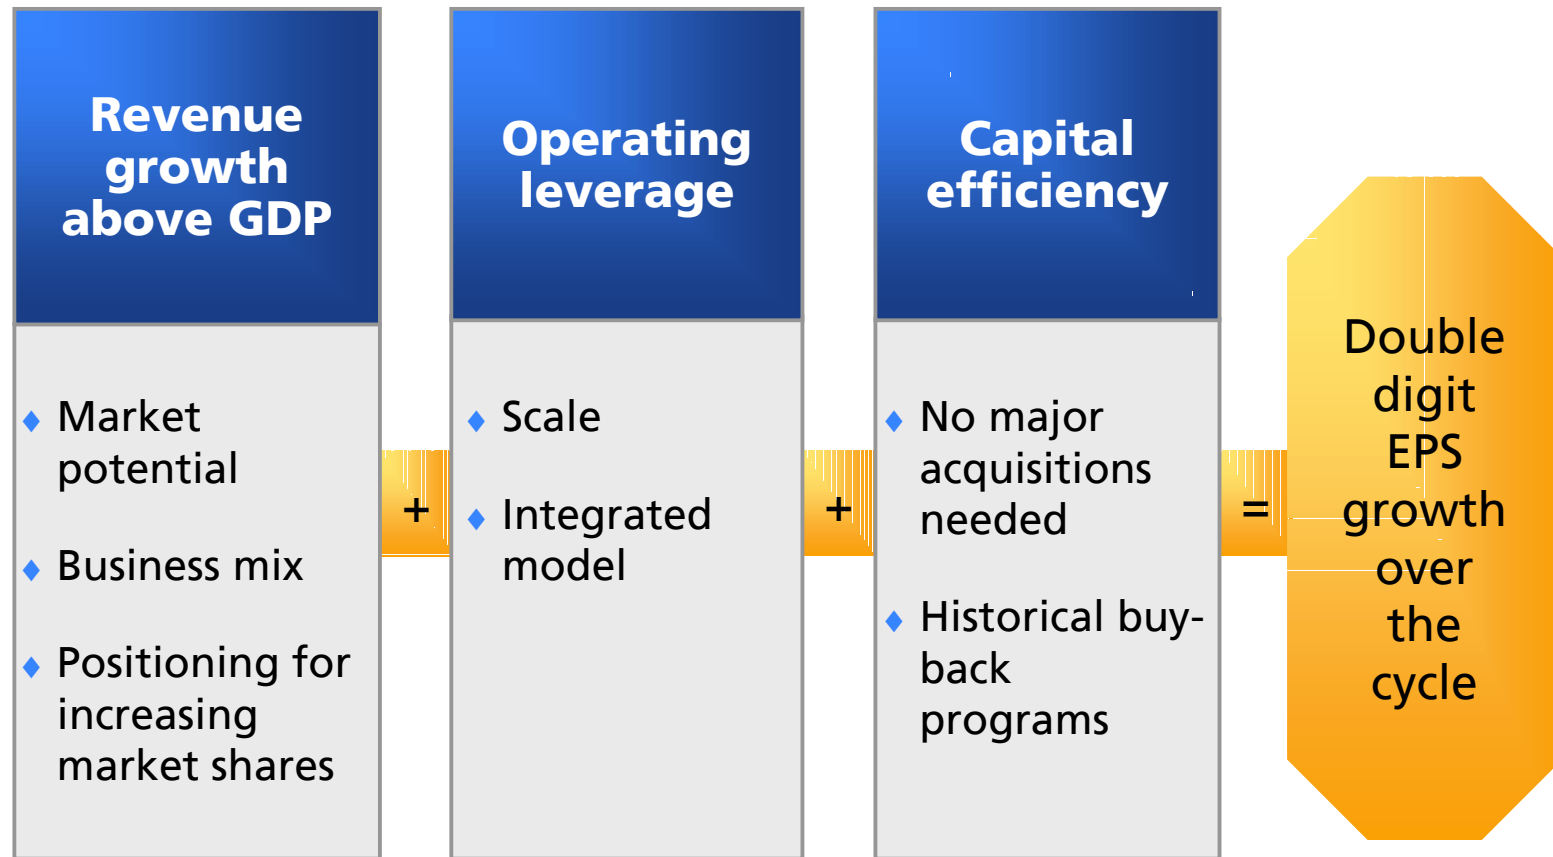 Revenue
growth
above GDP
Market
potential
Business mix
Positioning for
increasing
market shares
+
Operating
leverage
Scale
Integrated
model
+
Capital
efficiency
No major
acquisitions
needed
Historical buy-
back
programs
=
Double
digit
EPS
growth
over
the
cycle